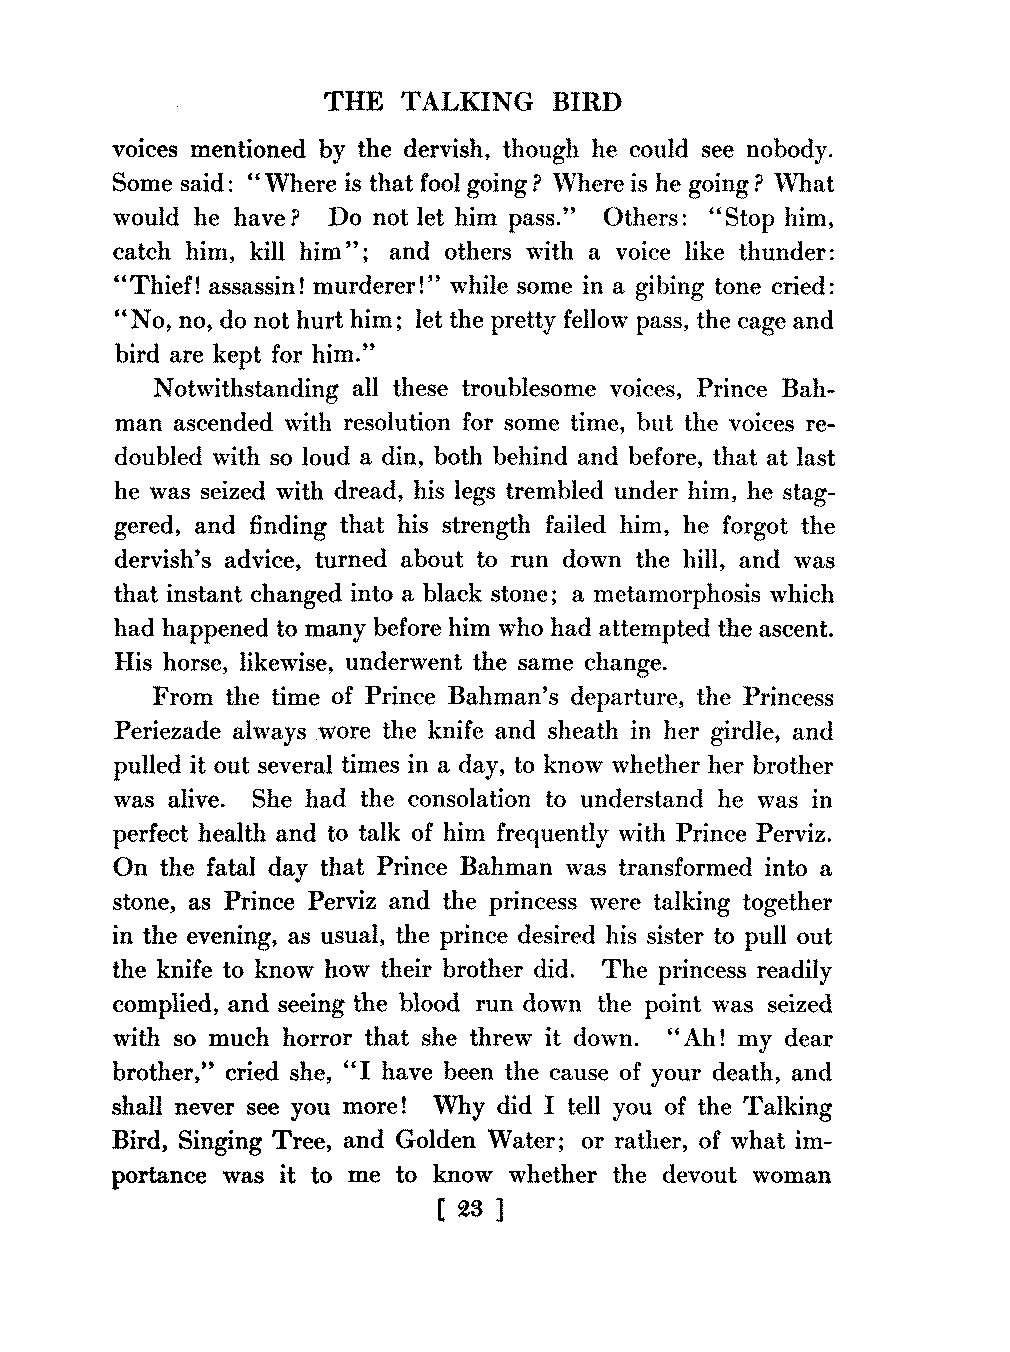 THE TALKING BIRD
voices mentioned by the dervish, though he could see nobody.
Some said: "Where is that fool going? Where is he going? What
would he have? Do not let him pass." Others: "Stop him,
catch him, kill him"; and others with a voice like thunder:
"Thief! assassin! murderer!" while some in a gibing tone cried:
"No, no, do not hurt him; let the pretty fellow pass, the cage and
bird are kept for him."
Notwithstanding all these troublesome voices, Prince Bah-
man ascended with resolution for some time, but the voices re-
doubled with so loud a din, both behind and before, that at last
he was seized with dread, his legs trembled under him, he stag-
gered, and finding that his strength failed him, he forgot the
dervish's advice, turned about to run down the hill, and was
that instant changed into a black stone; a metamorphosis which
had happened to many before him who had attempted the ascent.
His horse, likewise, underwent the same change.
From the time of Prince Bahman's departure, the Princess
Periezade always wore the knife and sheath in her girdle, and
pulled it out several times in a day, to know whether her brother
was alive. She had the consolation to understand he was in
perfect health and to talk of him frequently with Prince Perviz.
On the fatal day that Prince Bahman was transformed into a
stone, as Prince Perviz and the princess were talking together
in the evening, as usual, the prince desired his sister to pull out
the knife to know how their brother did. The princess readily
complied, and seeing the blood run down the point was seized
with so much horror that she threw it down. "Ah! my dear
brother," cried she, "I have been the cause of your death, and
shall never see you more! Why did I tell you of the Talking
Bird, Singing Tree, and Golden Water; or rather, of what im-
portance was it to me to know whether the devout woman
[ 23 ]